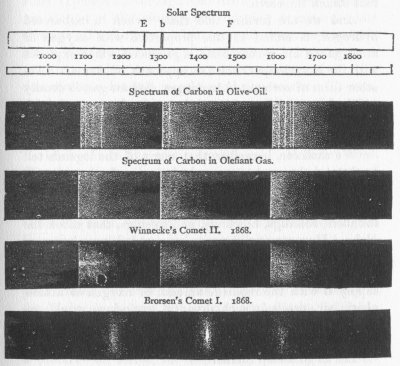 Solar Spectrum
E b F
1000 1100 1200 1300 1400 1500 1600 1700 1800
Spectrum of Carbon in Olive-Oil.
Spectrum of Carbon in Olefiant Gas.
Winnecke's Comet II. 1868.
Brorsen's Comet I, 1868.